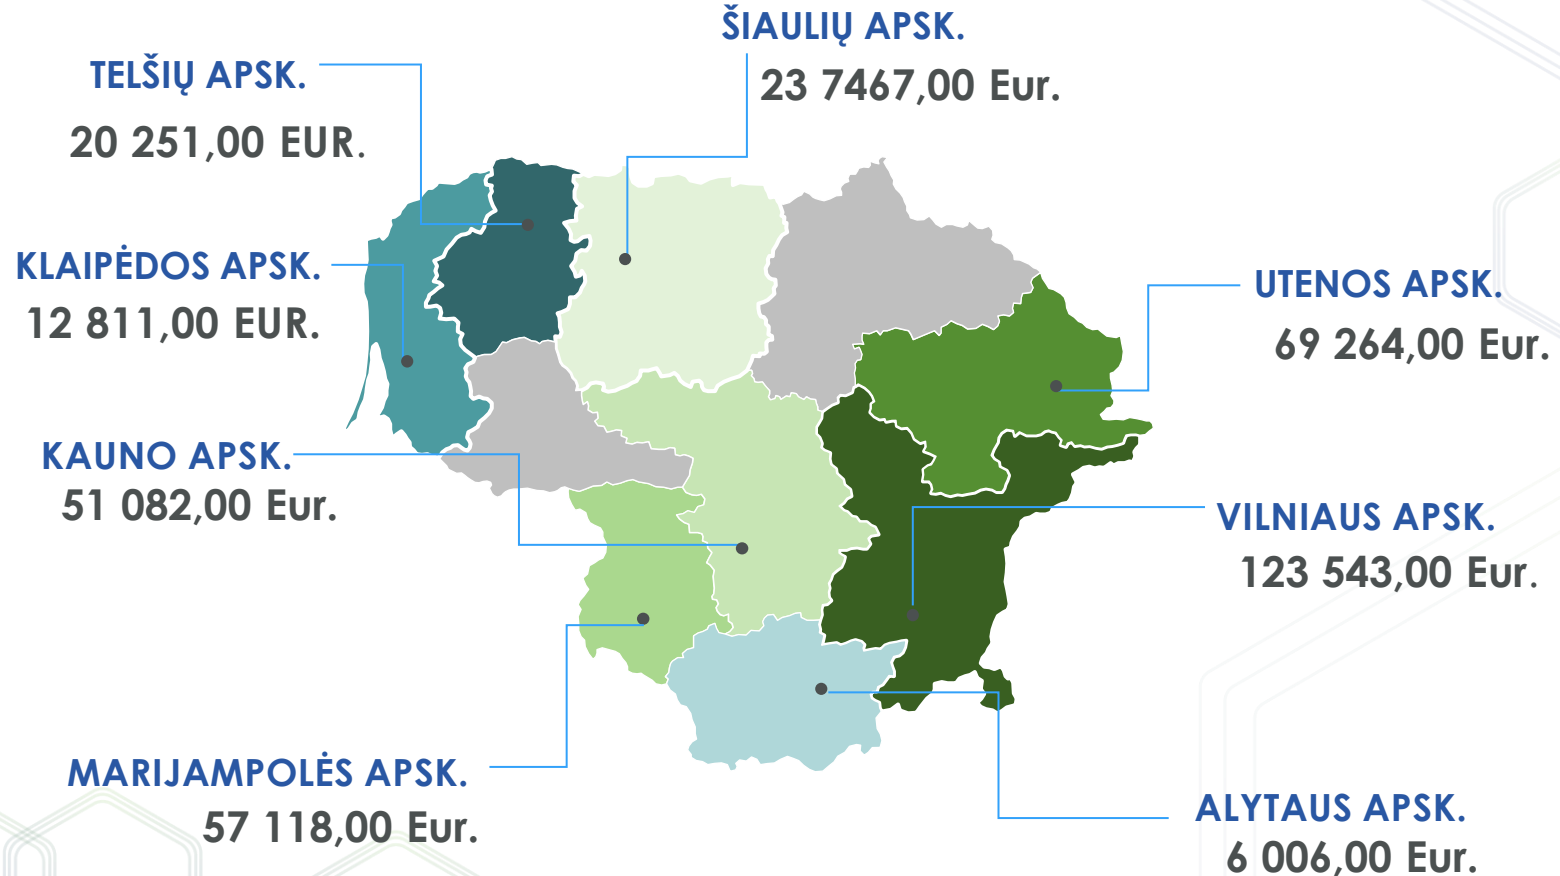 ŠIAULIŲ APSK.
23 7467,00 Eur.
TELŠIŲ APSK.
20 251,00 EUR.
KLAIPĖDOS APSK.
12 811,00 EUR.
UTENOS APSK.
69 264,00 Eur.
KAUNO APSK.
51 082,00 Eur.
VILNIAUS APSK.
123 543,00 Eur.
MARIJAMPOLĖS APSK.
57 118,00 Eur.
ALYTAUS APSK.
6 006,00 Eur.